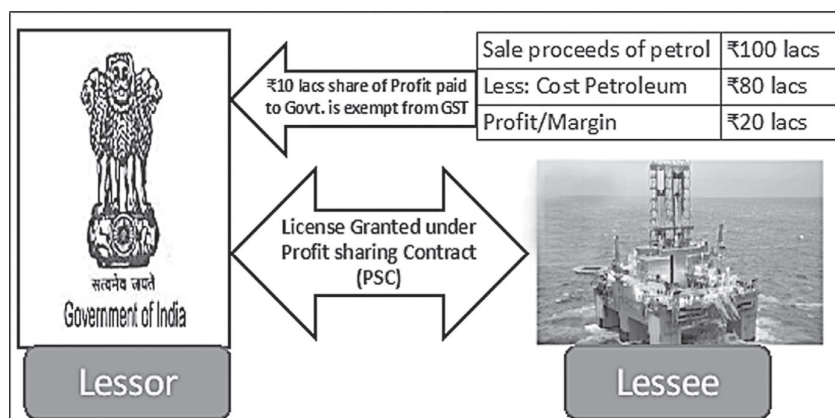 ₹10 lacs share of Profit paid
to Govt. is exempt from GST
Sale proceeds of petrol ₹100 lacs
Less: Cost Petroleum ₹80 lacs
Profit/Margin ₹20 lacs
सत्यमेव जयते
Government of India
License Granted under
Profit sharing Contract
(PSC)
Lessor
Lessee